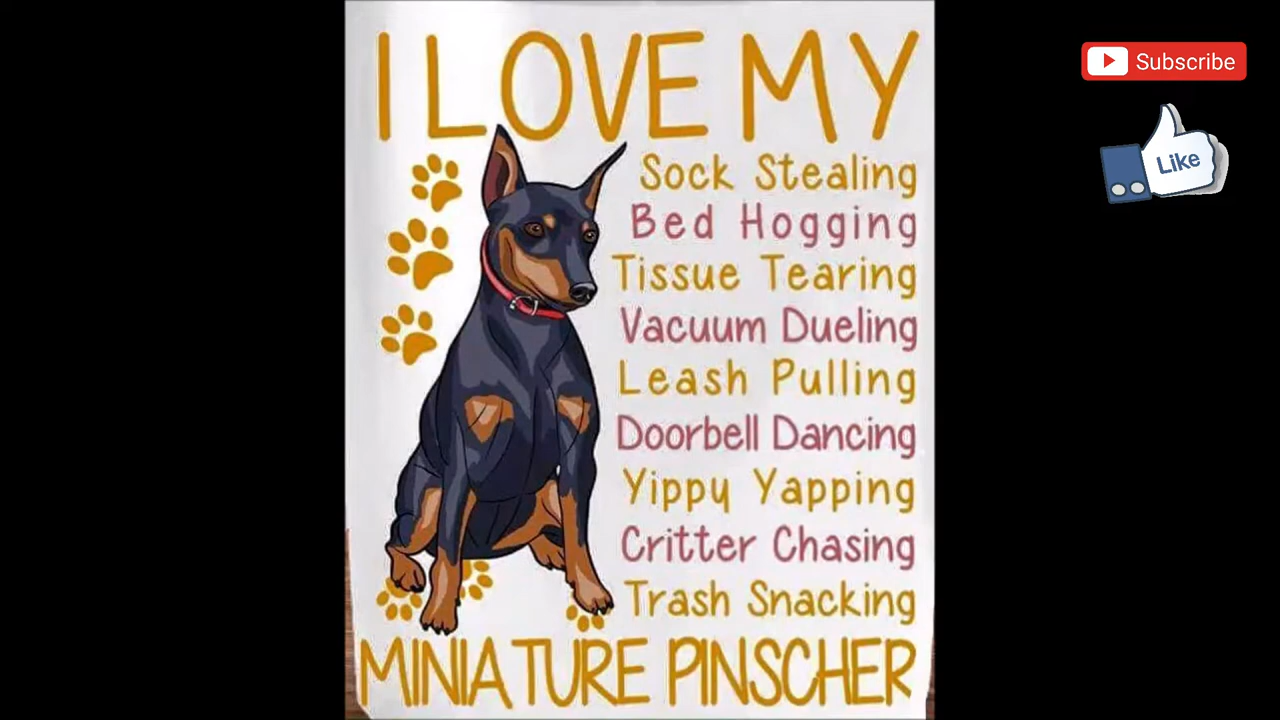 I LOVE MY
Sock Stealing
Bed Hogging
Tissue Tearing
Vacuum Dueling
Leash Pulling
Doorbell Dancing
Yippy Yapping
Critter Chasing
Trash Snacking
MINIATURE PINSCHER
Subscribe
Like